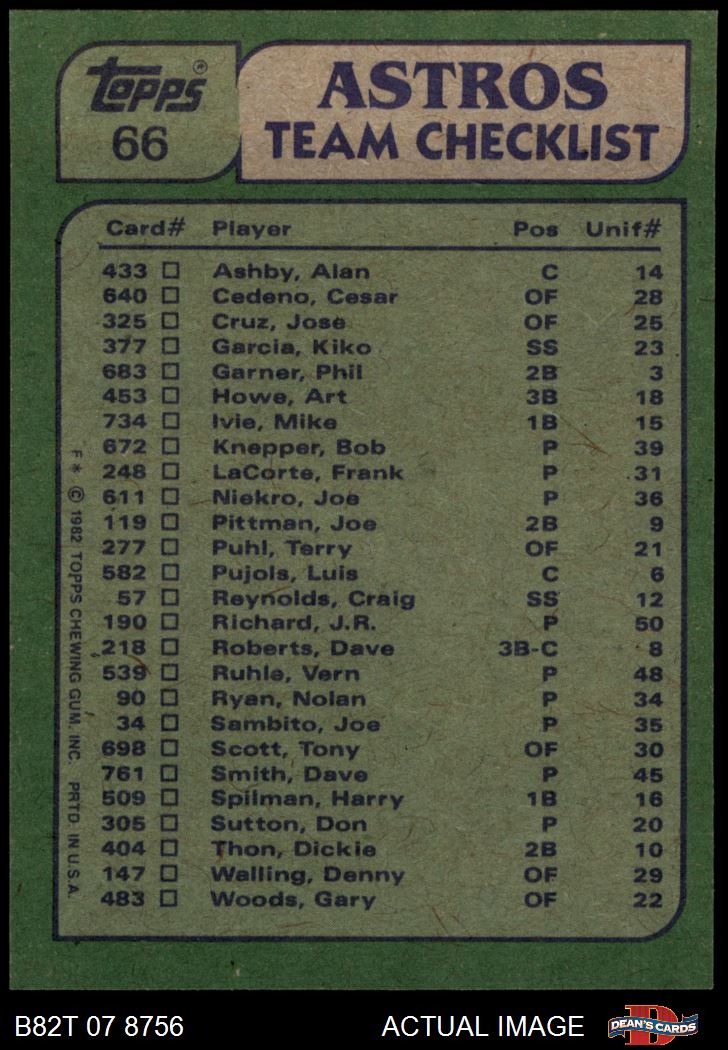 topps®
66
ASTROS
TEAM CHECKLIST
Card# Player Pos Unif#
433 Ashby, Alan C 14
640 Cedeno, Cesar OF 28
325 Cruz, Jose OF 25
377 Garcia, Kiko SS 23
683 Garner, Phil 2B 3
453 Howe, Art 3B 18
734 Ivie, Mike 1B 15
672 Knepper, Bob P 39
248 LaCorte, Frank P 31
611 Niekro, Joe P 36
119 Pittman, Joe 2B 9
277 Puhl, Terry OF 21
582 Pujols, Luis C 6
57 Reynolds, Craig SS 12
190 Richard, J.R. P 50
218 Roberts, Dave 3B-C 8
539 Ruhle, Vern P 48
90 Ryan, Nolan P 34
34 Sambito, Joe P 35
698 Scott, Tony OF 30
761 Smith, Dave P 45
509 Spilman, Harry 1B 16
305 Sutton, Don P 20
404 Thon, Dickie 2B 10
147 Walling, Denny OF 29
483 Woods, Gary OF 22
F * © 1982 TOPPS CHEWING GUM, INC. PRTD. IN U.S.A.
B82T 07 8756 ACTUAL IMAGE
DEAN'S CARDS